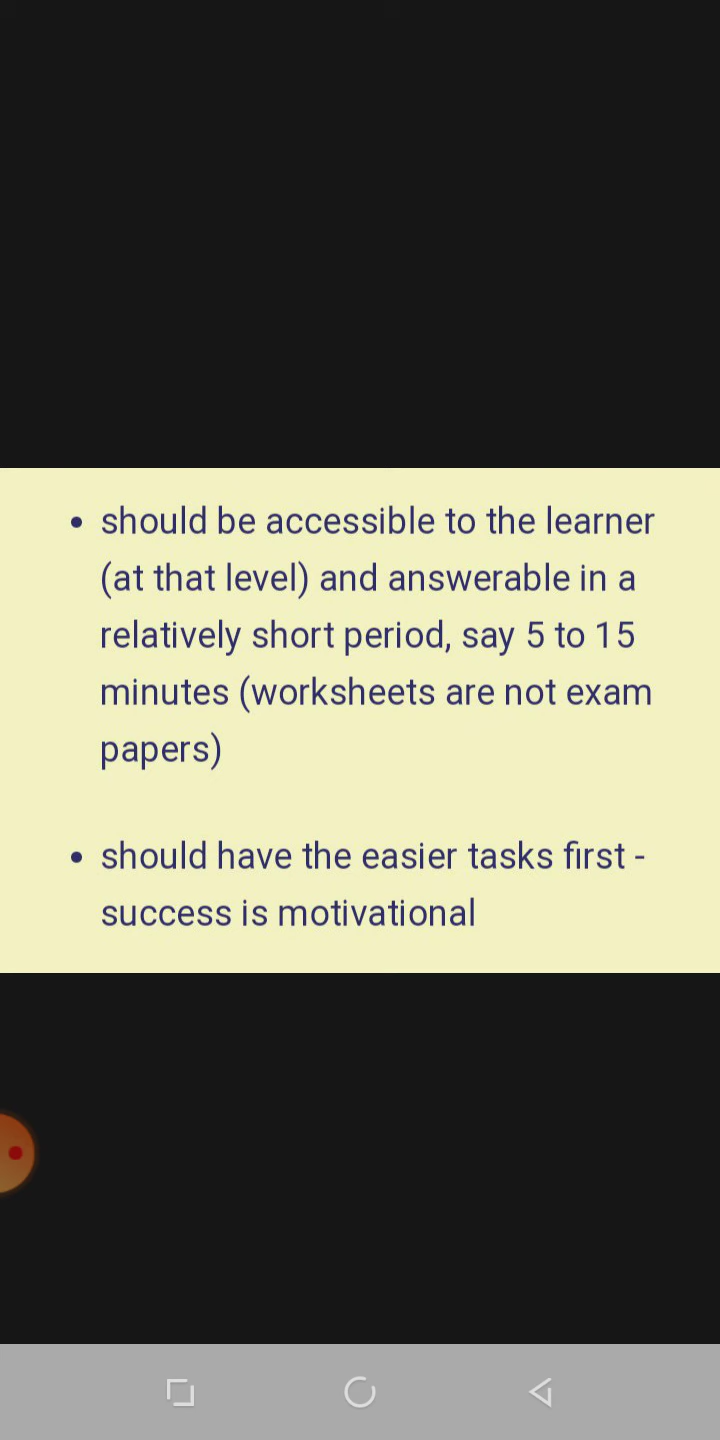 • should be accessible to the learner
(at that level) and answerable in a
relatively short period, say 5 to 15
minutes (worksheets are not exam
papers)
• should have the easier tasks first -
success is motivational